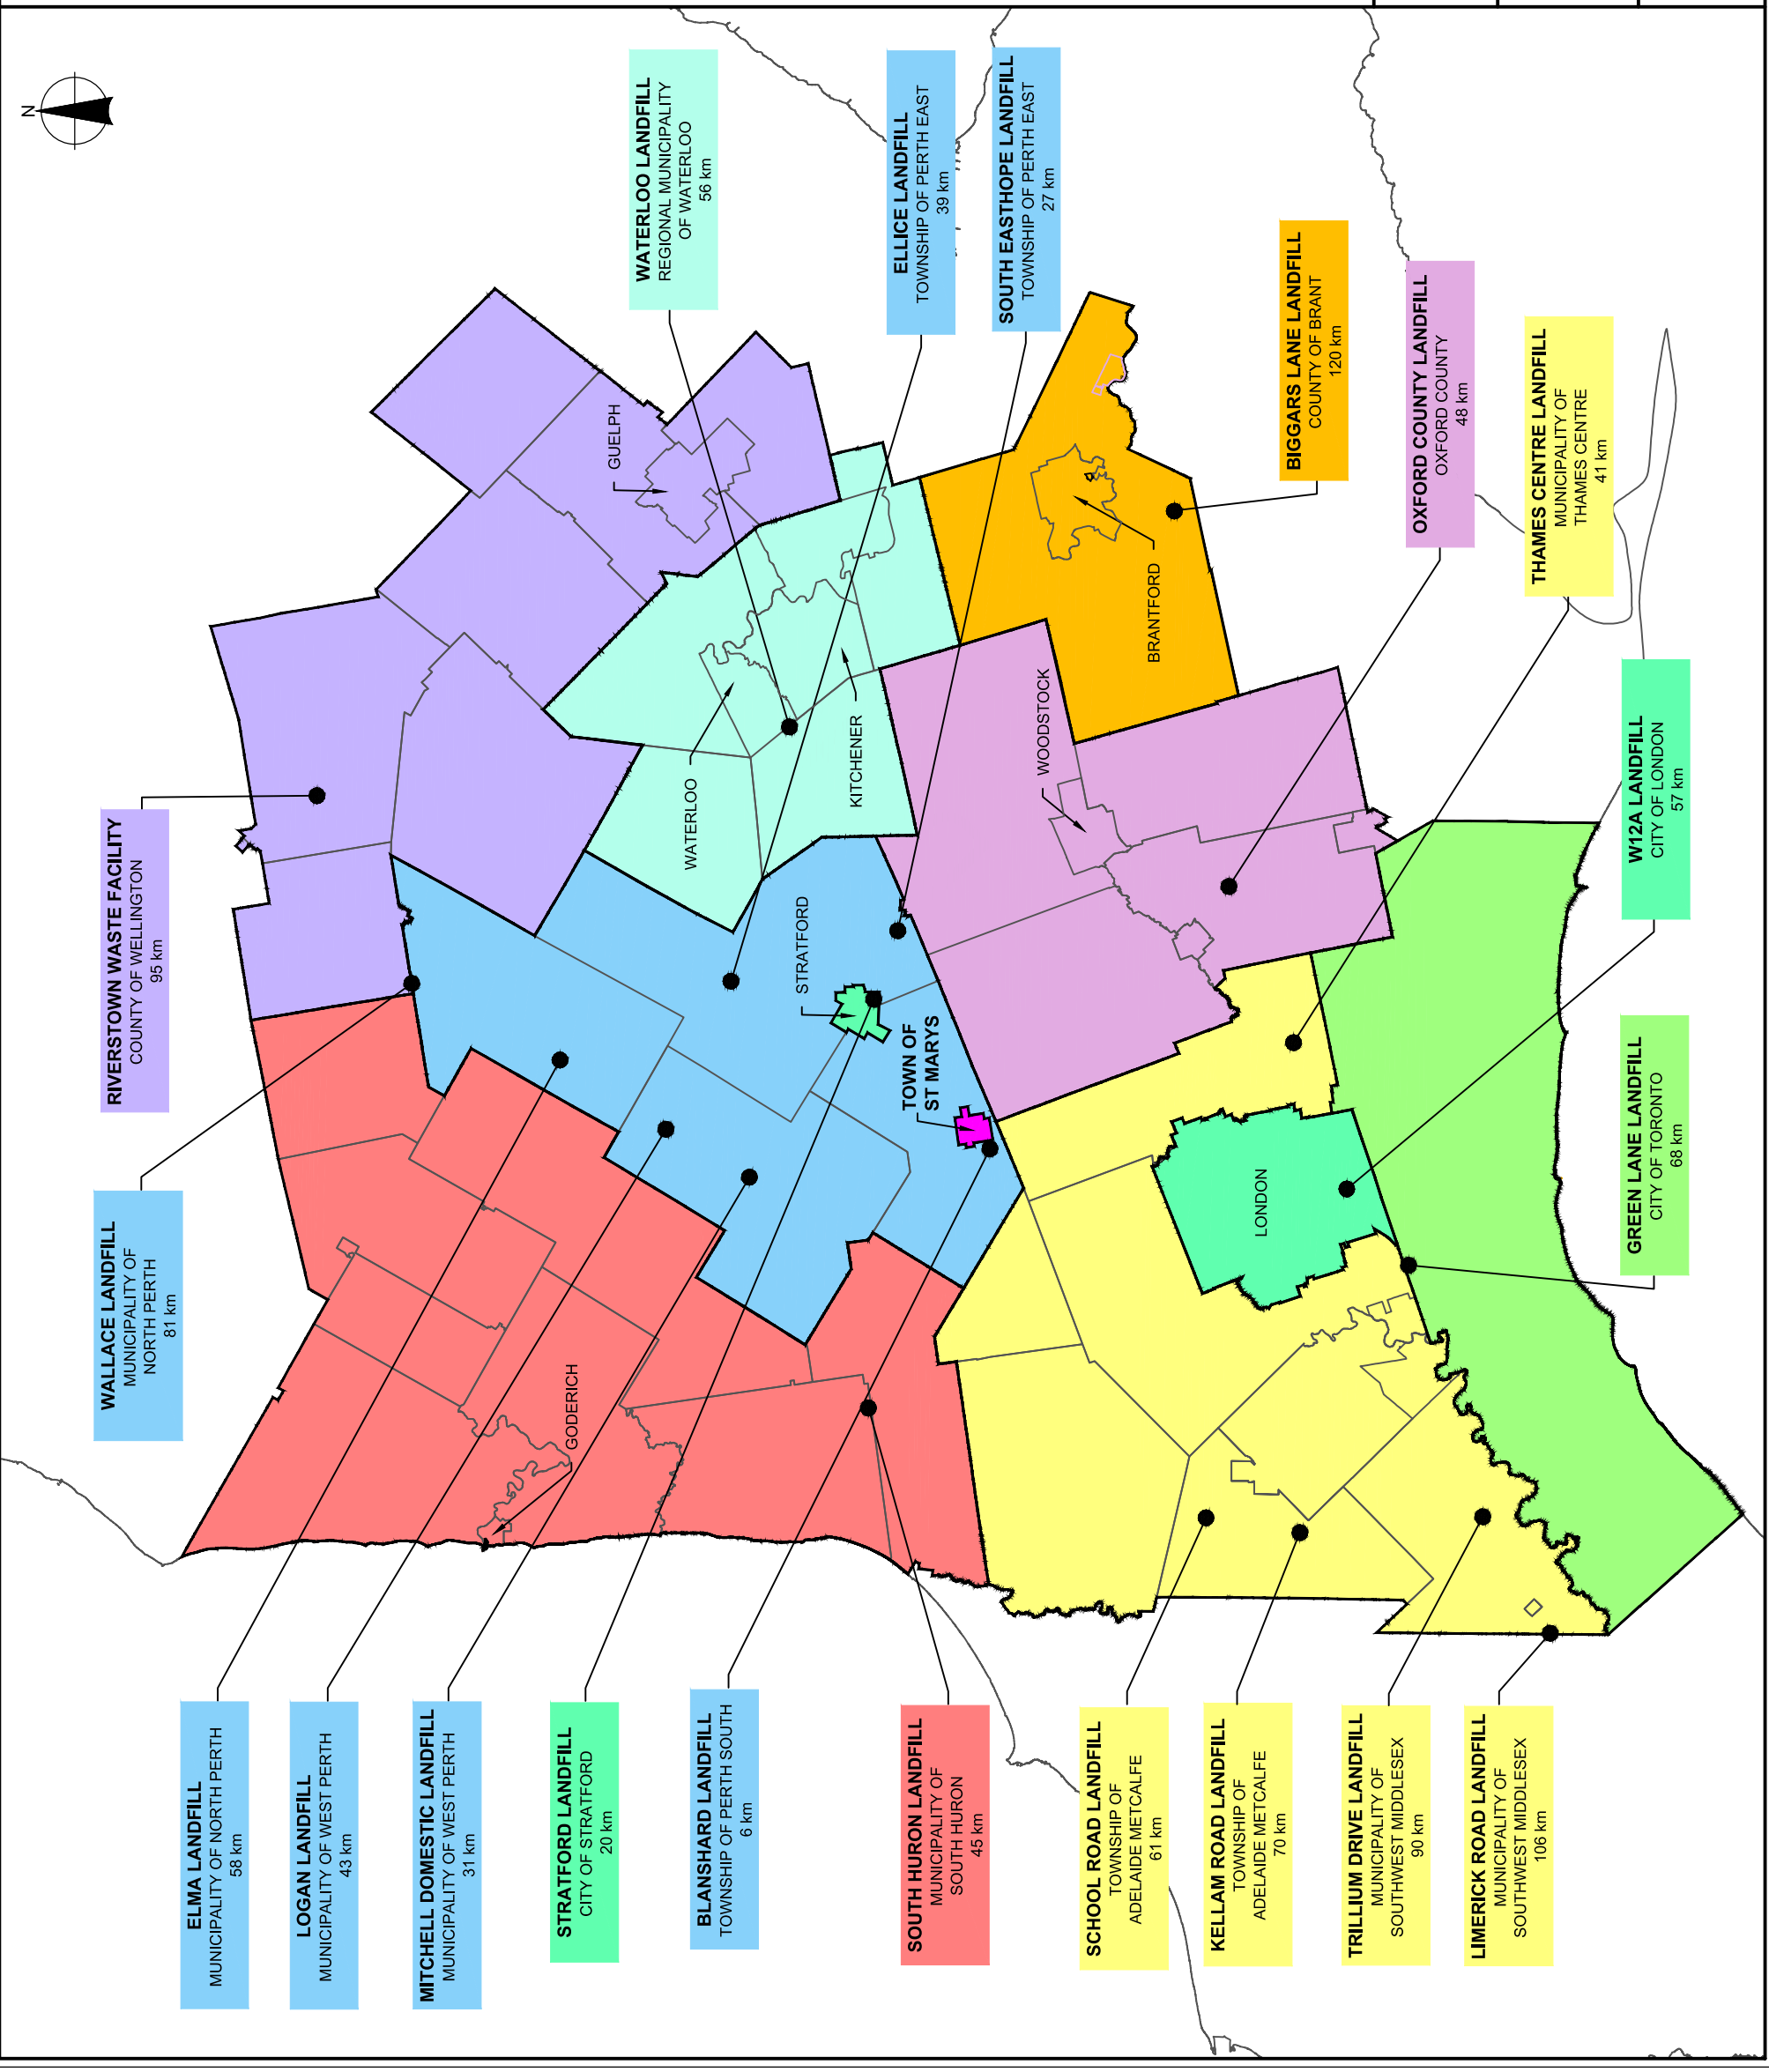 N
WALLACE LANDFILL
MUNICIPALITY OF
NORTH PERTH
81 km
RIVERSTOWN WASTE FACILITY
COUNTY OF WELLINGTON
95 km
ELMA LANDFILL
MUNICIPALITY OF NORTH PERTH
58 km
LOGAN LANDFILL
MUNICIPALITY OF WEST PERTH
43 km
MITCHELL DOMESTIC LANDFILL
MUNICIPALITY OF WEST PERTH
31 km
STRATFORD LANDFILL
CITY OF STRATFORD
20 km
BLANSHARD LANDFILL
TOWNSHIP OF PERTH SOUTH
6 km
SOUTH HURON LANDFILL
MUNICIPALITY OF
SOUTH HURON
45 km
SCHOOL ROAD LANDFILL
TOWNSHIP OF
ADELAIDE METCALFE
61 km
KELLAM ROAD LANDFILL
TOWNSHIP OF
ADELAIDE METCALFE
70 km
TRILLIUM DRIVE LANDFILL
MUNICIPALITY OF
SOUTHWEST MIDDLESEX
90 km
LIMERICK ROAD LANDFILL
MUNICIPALITY OF
SOUTHWEST MIDDLESEX
106 km
GODERICH
WATERLOO
STRATFORD
KITCHENER
GUELPH
TOWN OF
ST MARYS
WOODSTOCK
BRANTFORD
LONDON
WATERLOO LANDFILL
REGIONAL MUNICIPALITY
OF WATERLOO
56 km
ELLICE LANDFILL
TOWNSHIP OF PERTH EAST
39 km
SOUTH EASTHOPE LANDFILL
TOWNSHIP OF PERTH EAST
27 km
BIGGARS LANE LANDFILL
COUNTY OF BRANT
120 km
OXFORD COUNTY LANDFILL
OXFORD COUNTY
48 km
THAMES CENTRE LANDFILL
MUNICIPALITY OF
THAMES CENTRE
41 km
W12A LANDFILL
CITY OF LONDON
57 km
GREEN LANE LANDFILL
CITY OF TORONTO
68 km